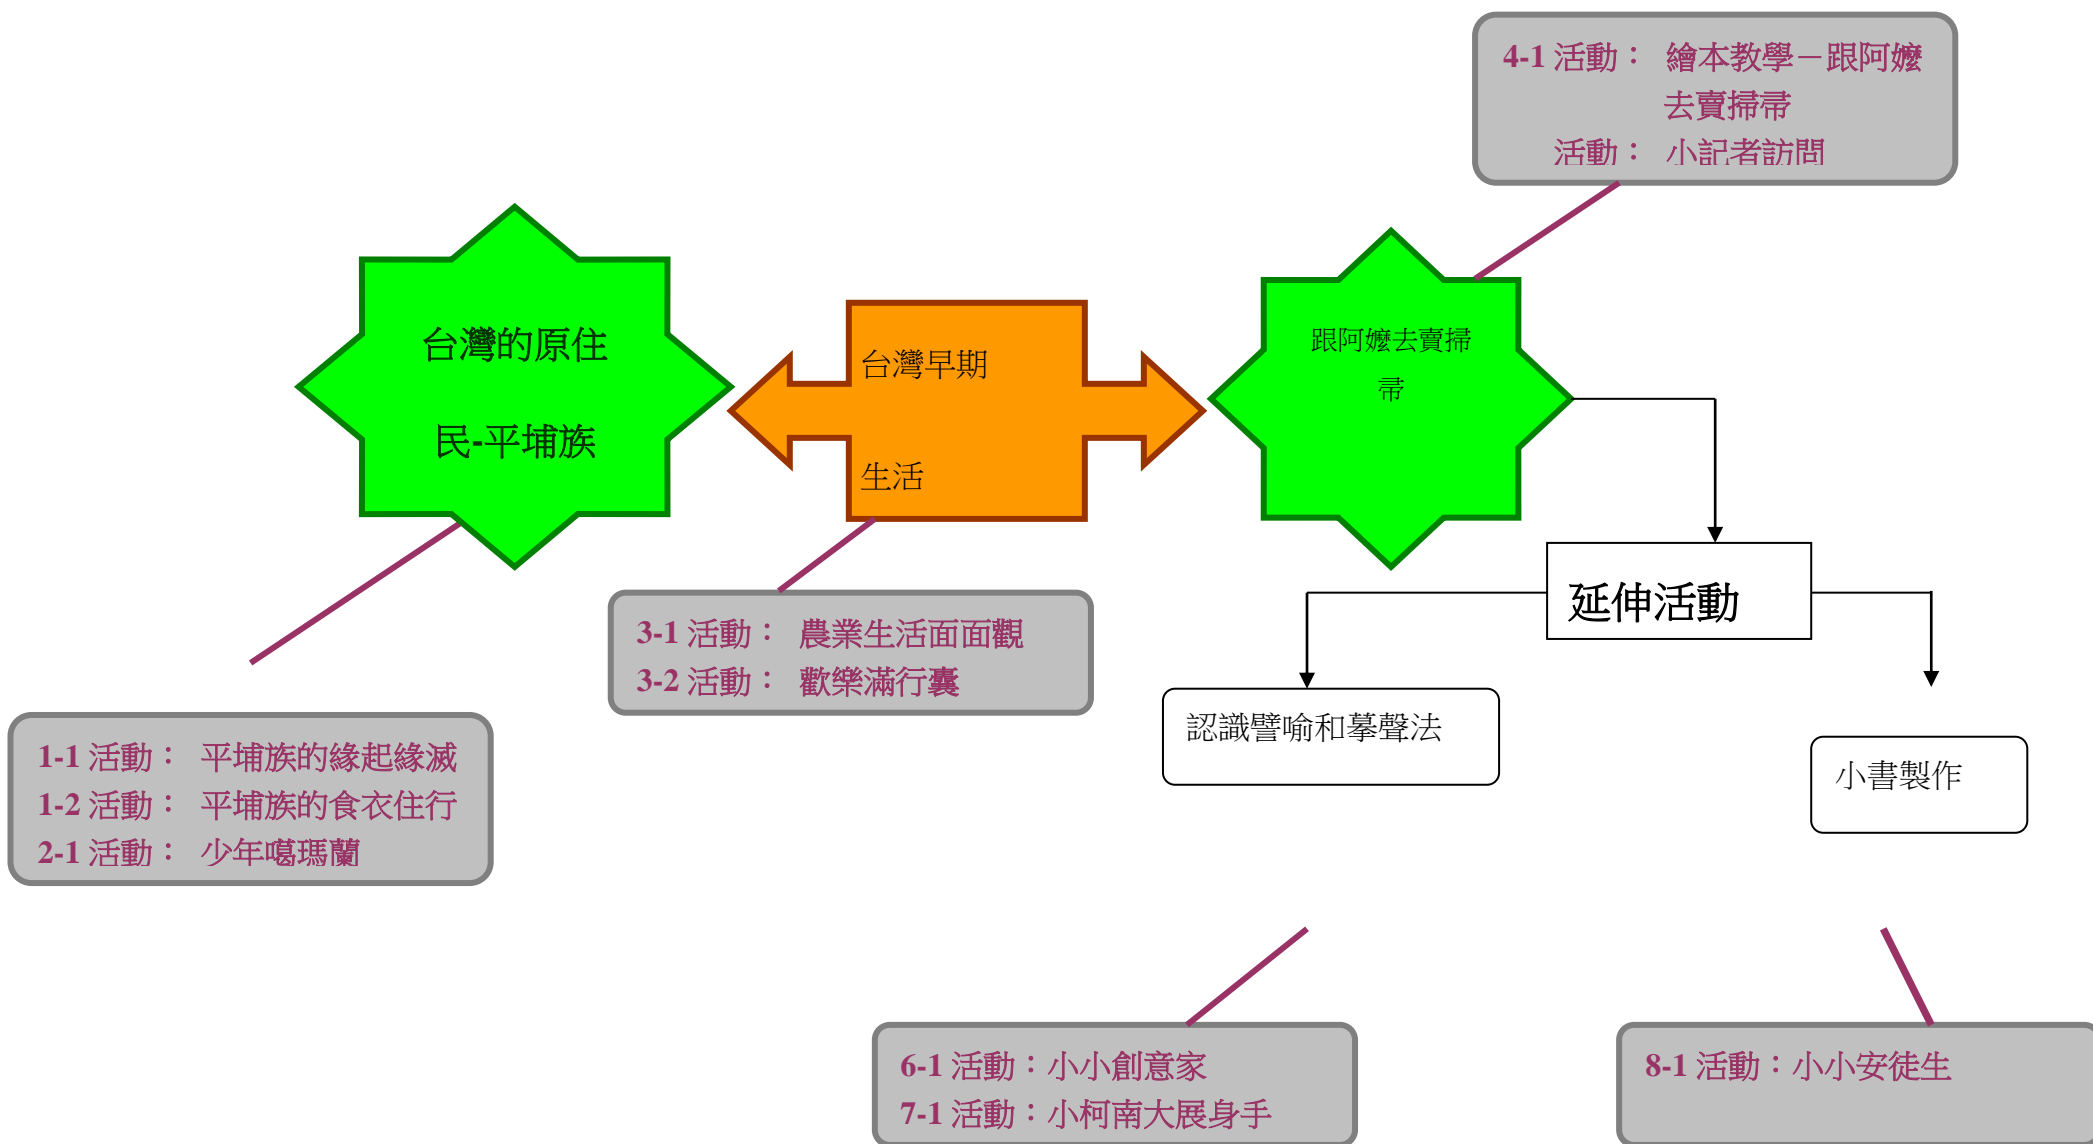 4-1 活動： 繪本教學－跟阿嬤
去賣掃帚
活動： 小記者訪問
台灣的原住
民-平埔族
台灣早期
生活
跟阿嬤去賣掃
帚
延伸活動
3-1 活動： 農業生活面面觀
3-2 活動： 歡樂滿行囊
1-1 活動： 平埔族的緣起緣滅
1-2 活動： 平埔族的食衣住行
2-1 活動： 少年噶瑪蘭
認識譬喻和摹聲法
小書製作
6-1 活動：小小創意家
7-1 活動：小柯南大展身手
8-1 活動：小小安徒生